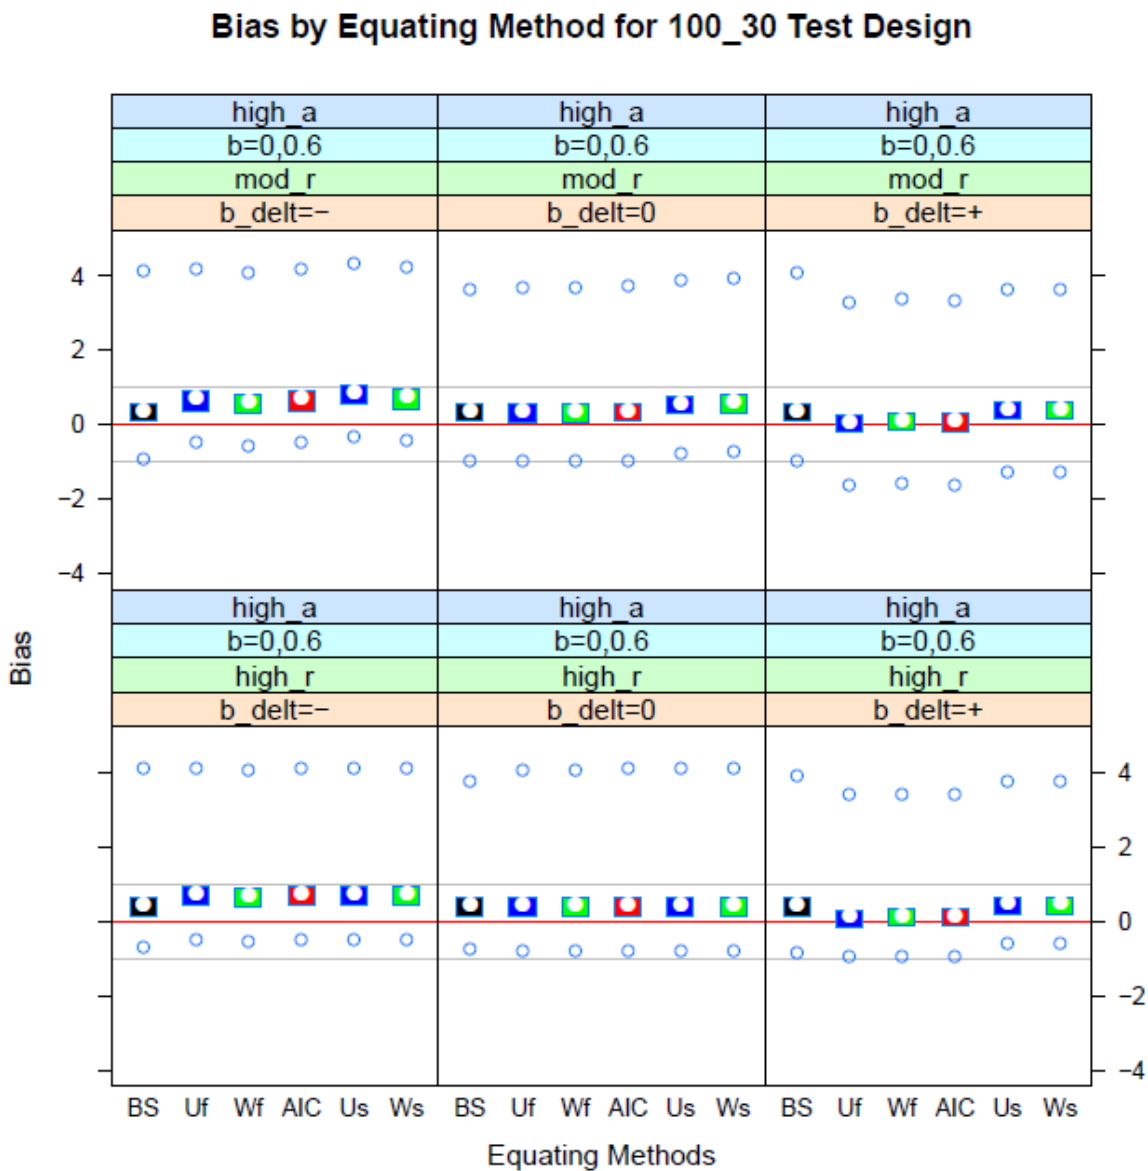 Bias by Equating Method for 100_30 Test Design
high_a high_a high_a
b=0,0.6 b=0,0.6 b=0,0.6
mod_r mod_r mod_r
b_delt=− b_delt=0 b_delt=+
4
2
0
−2
−4
high_a high_a high_a
b=0,0.6 b=0,0.6 b=0,0.6
high_r high_r high_r
b_delt=− b_delt=0 b_delt=+
Bias
4
2
0
−2
−4
BS Uf Wf AIC Us Ws BS Uf Wf AIC Us Ws BS Uf Wf AIC Us Ws
Equating Methods